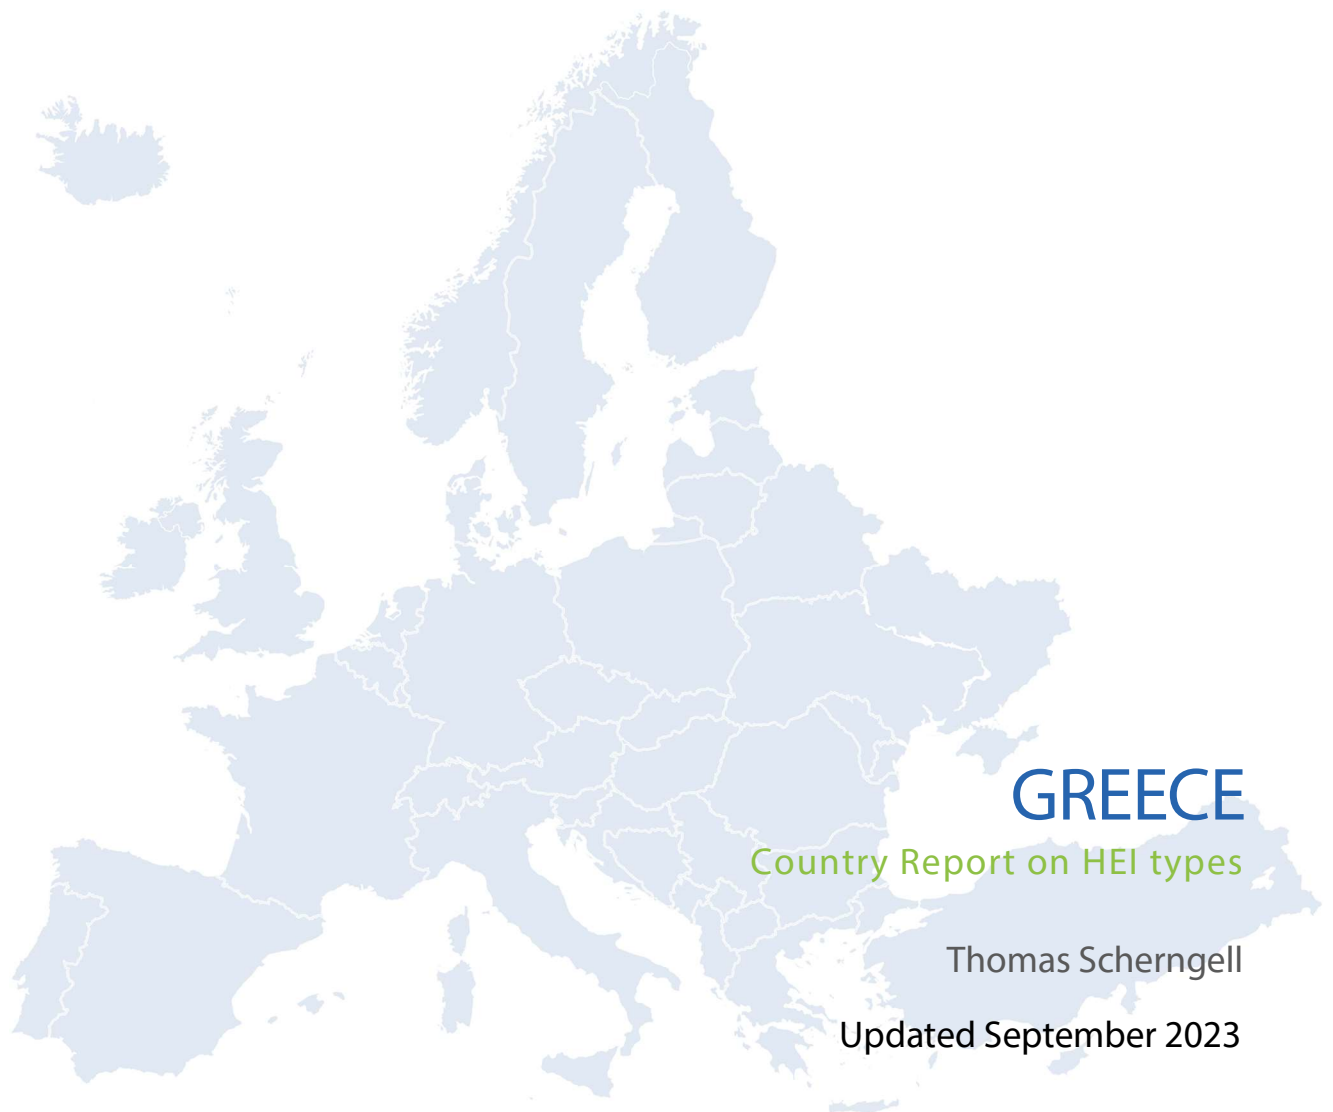 GREECE
Country Report on HEI types
Thomas Scherngell
Updated September 2023